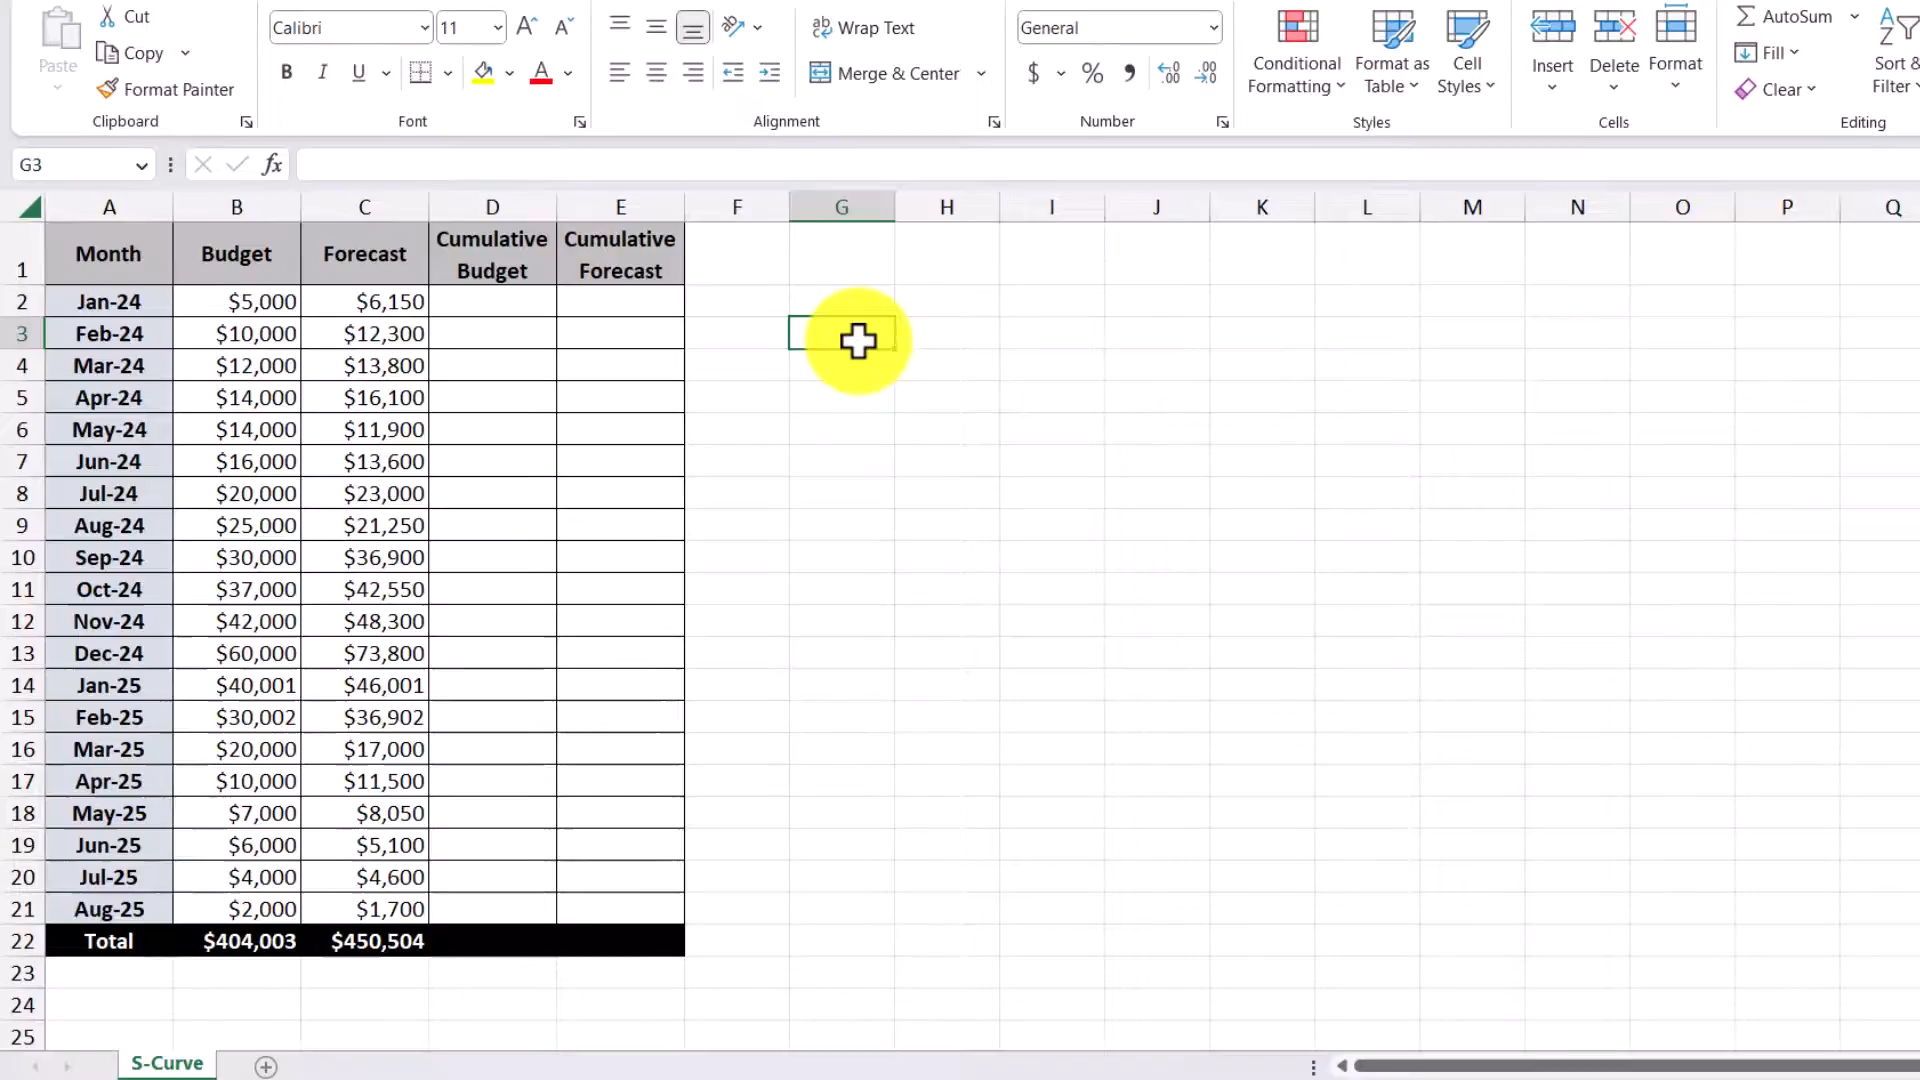 Cut
Calibri
11
Wrap Text
General
AutoSum
Paste
Copy
Conditional Formatting
Format as Table
Cell Styles
Insert
Delete
Format
Fill
Sort &
Filter
Format Painter
B I U
A
Merge & Center
$ % ,
Clear
Clipboard
Font
Alignment
Number
Styles
Cells
Editing
G3
fx
A B C D E F G H I J K L M N O P Q
1 Month Budget Forecast Cumulative Budget Cumulative Forecast
2 Jan-24 $5,000 $6,150
3 Feb-24 $10,000 $12,300
4 Mar-24 $12,000 $13,800
5 Apr-24 $14,000 $16,100
6 May-24 $14,000 $11,900
7 Jun-24 $16,000 $13,600
8 Jul-24 $20,000 $23,000
9 Aug-24 $25,000 $21,250
10 Sep-24 $30,000 $36,900
11 Oct-24 $37,000 $42,550
12 Nov-24 $42,000 $48,300
13 Dec-24 $60,000 $73,800
14 Jan-25 $40,001 $46,001
15 Feb-25 $30,002 $36,902
16 Mar-25 $20,000 $17,000
17 Apr-25 $10,000 $11,500
18 May-25 $7,000 $8,050
19 Jun-25 $6,000 $5,100
20 Jul-25 $4,000 $4,600
21 Aug-25 $2,000 $1,700
22 Total $404,003 $450,504
23
24
25
S-Curve